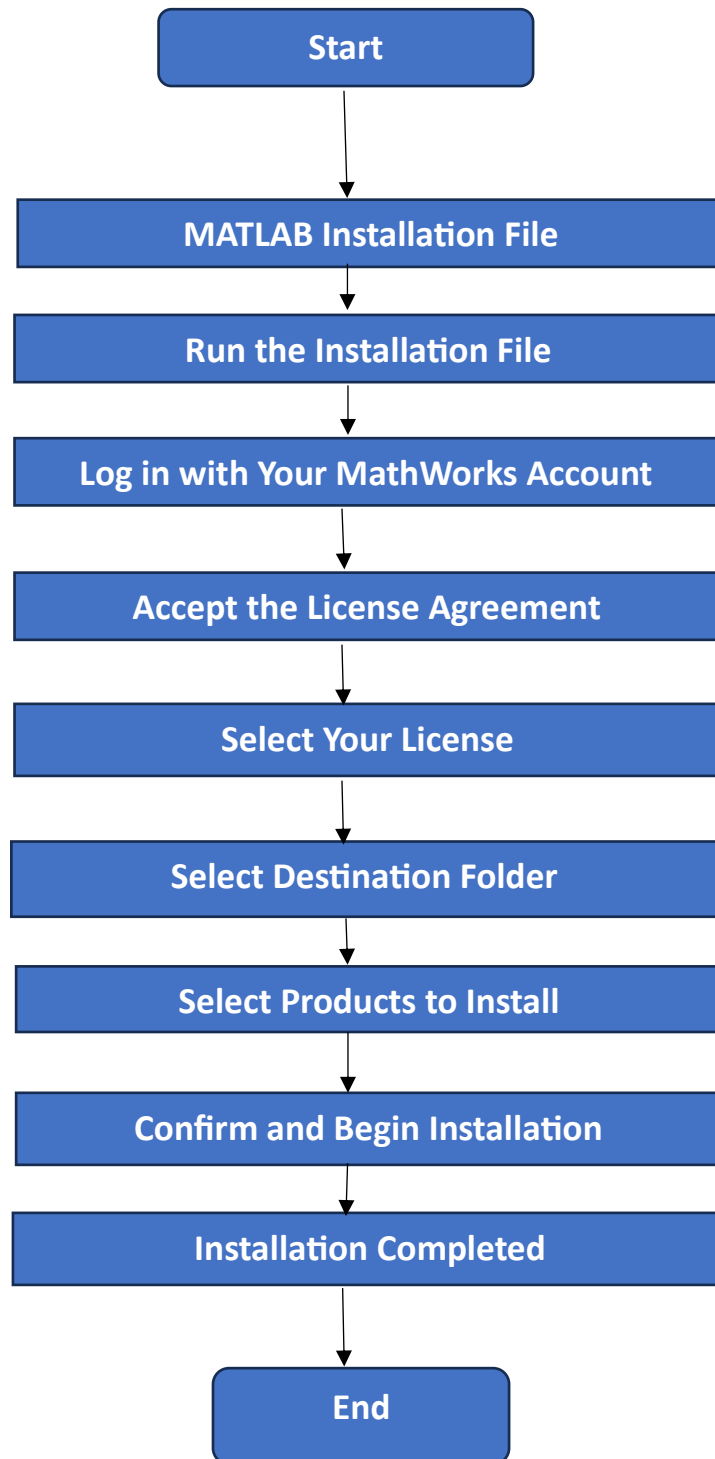 Start
MATLAB Installation File
Run the Installation File
Log in with Your MathWorks Account
Accept the License Agreement
Select Your License
Select Destination Folder
Select Products to Install
Confirm and Begin Installation
Installation Completed
End